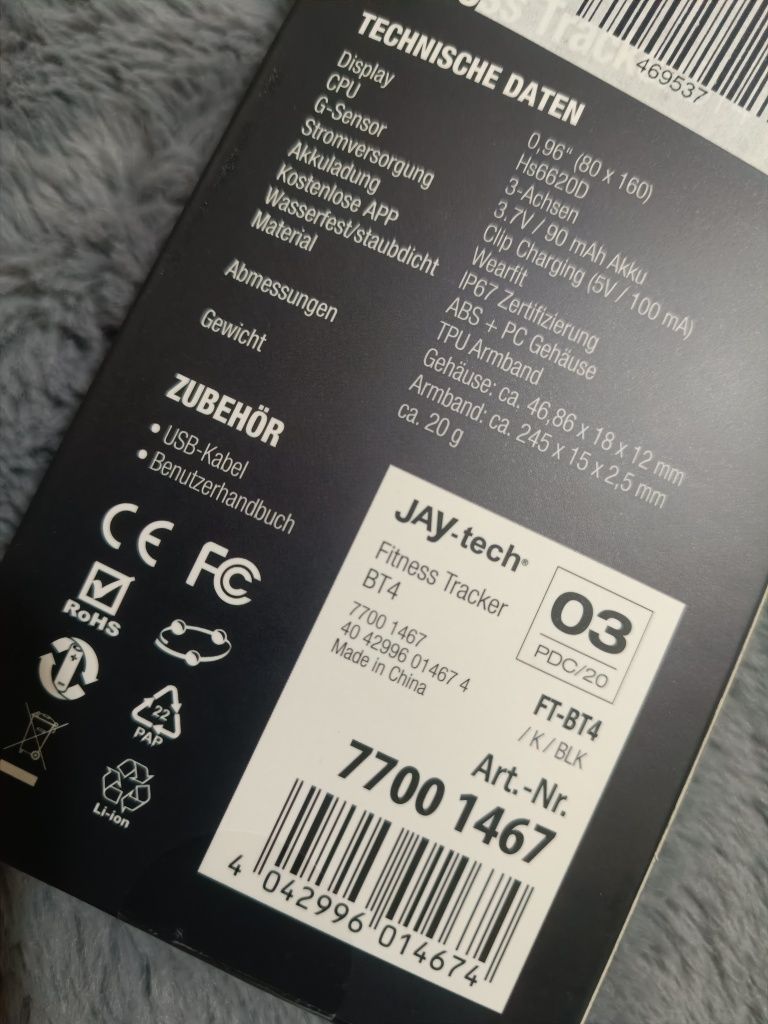 469537
TECHNISCHE DATEN
Display 0,96“ (80 x 160)
CPU Hs6620D
G-Sensor 3-Achsen
Stromversorgung 3.7V / 90 mAh Akku
Akkuladung Clip Charging (5V / 100 mA)
Kostenlose APP Wearfit
Wasserfest/staubdicht IP67 Zertifizierung
Material ABS + PC Gehäuse
TPU Armband
Abmessungen Gehäuse: ca. 46,86 x 18 x 12 mm
Armband: ca. 245 x 15 x 2,5 mm
Gewicht ca. 20 g
ZUBEHÖR
• USB-Kabel
• Benutzerhandbuch
CE FC
RoHS
22
PAP
Li-ion
JAY-tech®
Fitness Tracker
BT4
7700 1467
40 42996 01467 4
Made in China
03
PDC/20
FT-BT4
/ K / BLK
Art.-Nr.
7700 1467
4 042996 014674